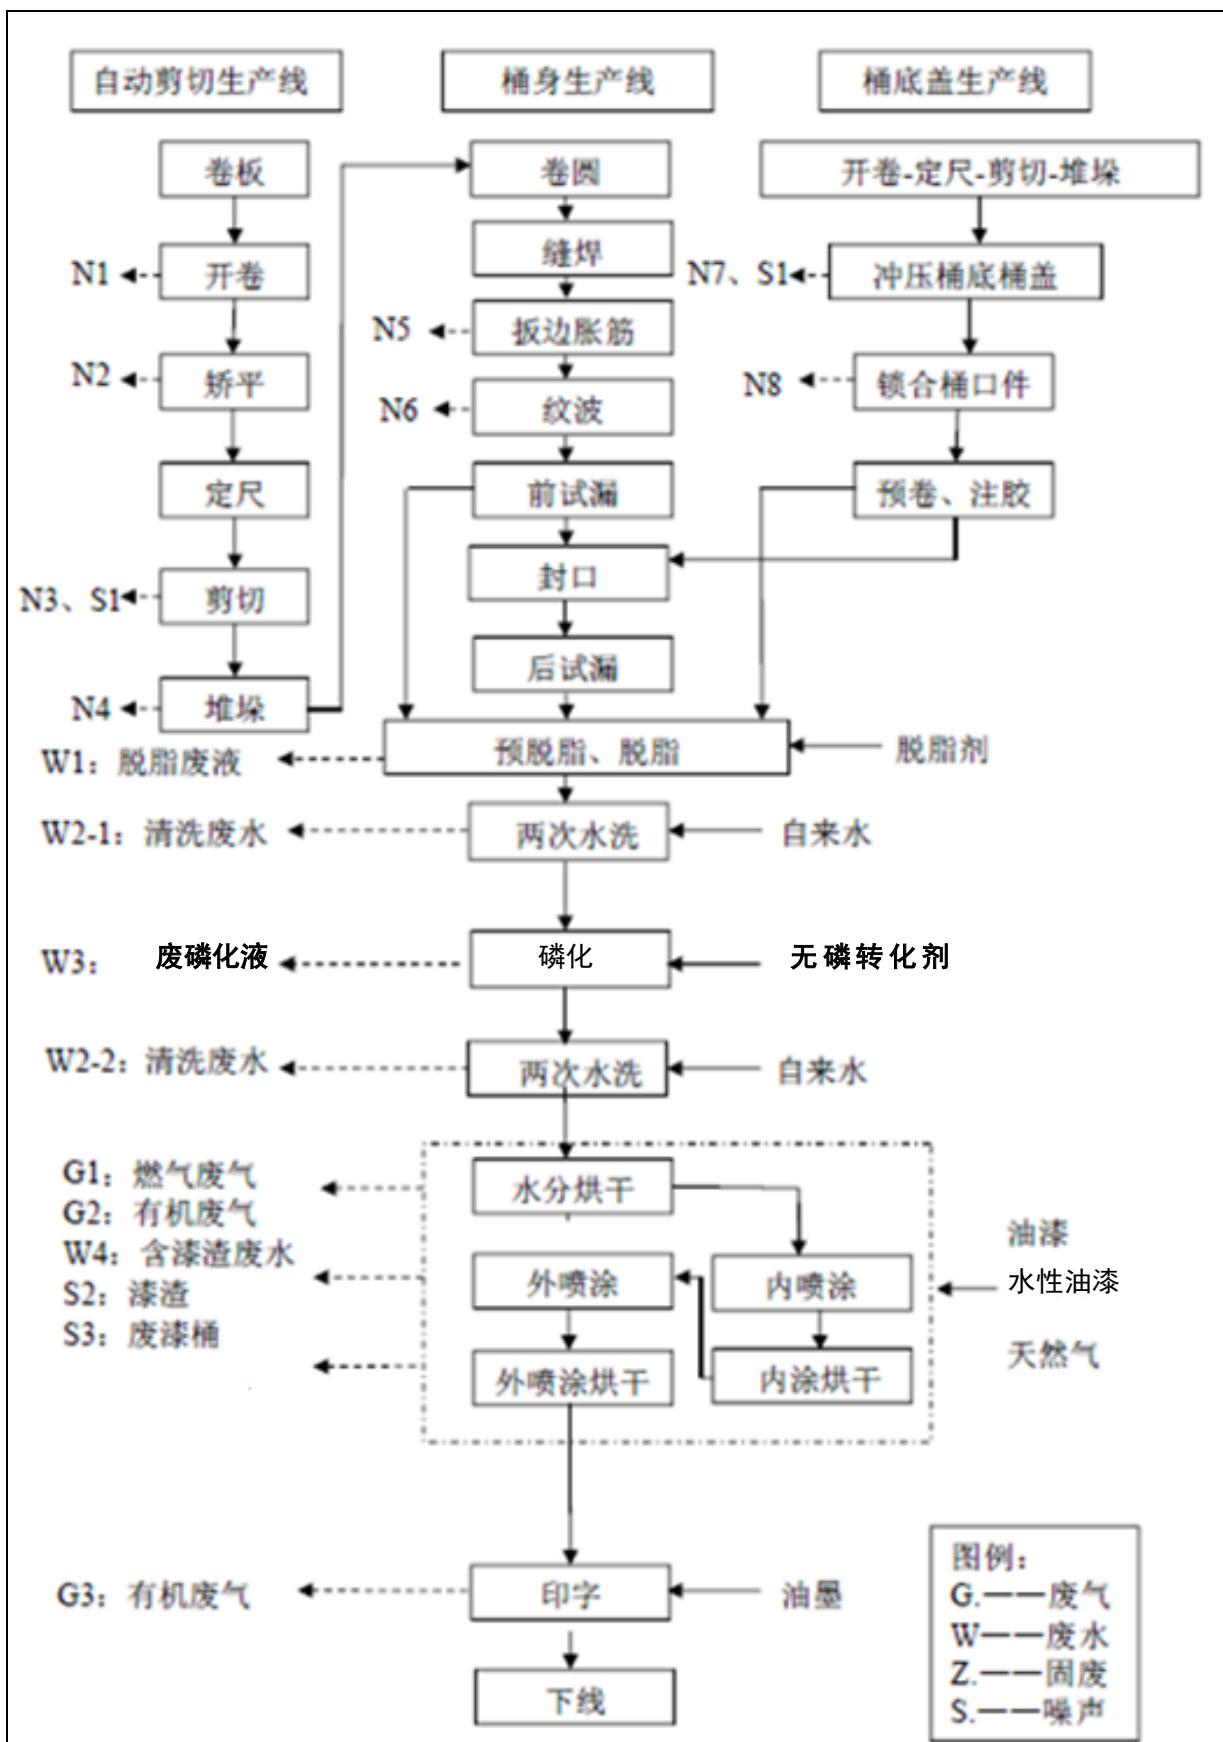 自动剪切生产线
桶身生产线
桶底盖生产线
卷板
卷圆
开卷-定尺-剪切-堆垛
N1
开卷
缝焊
N7、S1
冲压桶底桶盖
N5
扳边胀筋
N2
矫平
N6
纹波
N8
锁合桶口件
定尺
前试漏
预卷、注胶
N3、S1
剪切
封口
后试漏
N4
堆垛
W1：脱脂废液
预脱脂、脱脂
脱脂剂
W2-1：清洗废水
两次水洗
自来水
W3：
废磷化液
磷化
无磷转化剂
W2-2：清洗废水
两次水洗
自来水
G1：燃气废气
水分烘干
G2：有机废气
油漆
W4：含漆渣废水
外喷涂
内喷涂
水性油漆
S2：漆渣
S3：废漆桶
天然气
外喷涂烘干
内涂烘干
G3：有机废气
印字
油墨
下线
图例：
G.——废气
W——废水
Z.——固废
S.——噪声